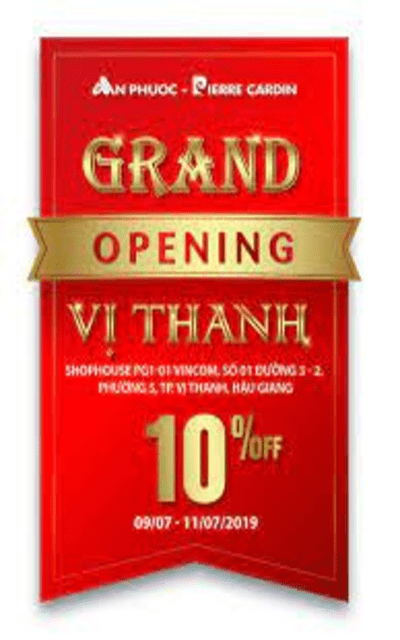 AN PHUOC - PIERRE CARDIN
GRAND
OPENING
VỊ THANH
SHOPHOUSE PG1-01 VINCOM, SỐ 01 ĐƯỜNG 3 - 2,
PHƯỜNG 5, TP. VỊ THANH, HẬU GIANG
10%OFF
09/07 - 11/07/2019